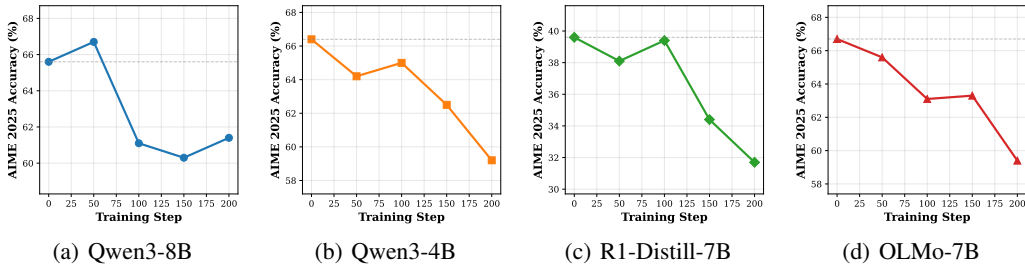 AIME 2025 Accuracy (%)
68
66
64
62
60
0 25 50 75 100 125 150 175 200
Training Step
(a) Qwen3-8B
AIME 2025 Accuracy (%)
68
66
64
62
60
58
0 25 50 75 100 125 150 175 200
Training Step
(b) Qwen3-4B
AIME 2025 Accuracy (%)
40
38
36
34
32
30
0 25 50 75 100 125 150 175 200
Training Step
(c) R1-Distill-7B
AIME 2025 Accuracy (%)
68
66
64
62
60
58
0 25 50 75 100 125 150 175 200
Training Step
(d) OLMo-7B